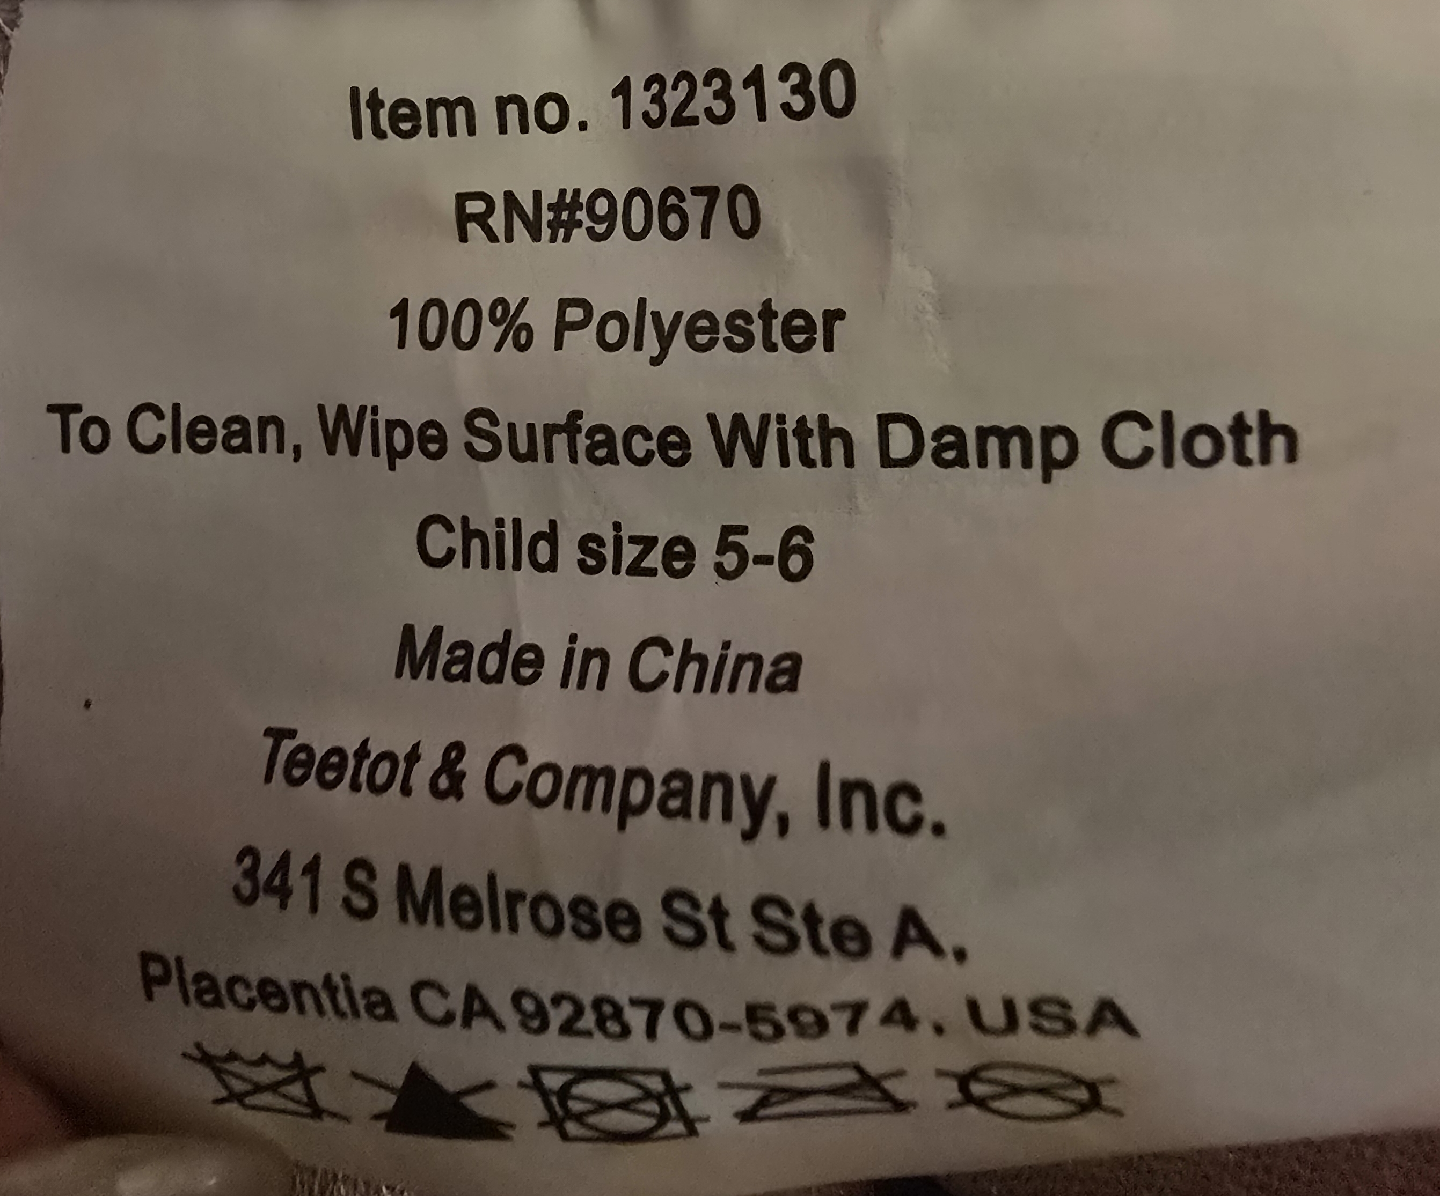 Item no. 1323130
RN#90670
100% Polyester
To Clean, Wipe Surface With Damp Cloth
Child size 5-6
Made in China
Teetot & Company, Inc.
341 S Melrose St Ste A.
Placentia CA 92870-5974. USA